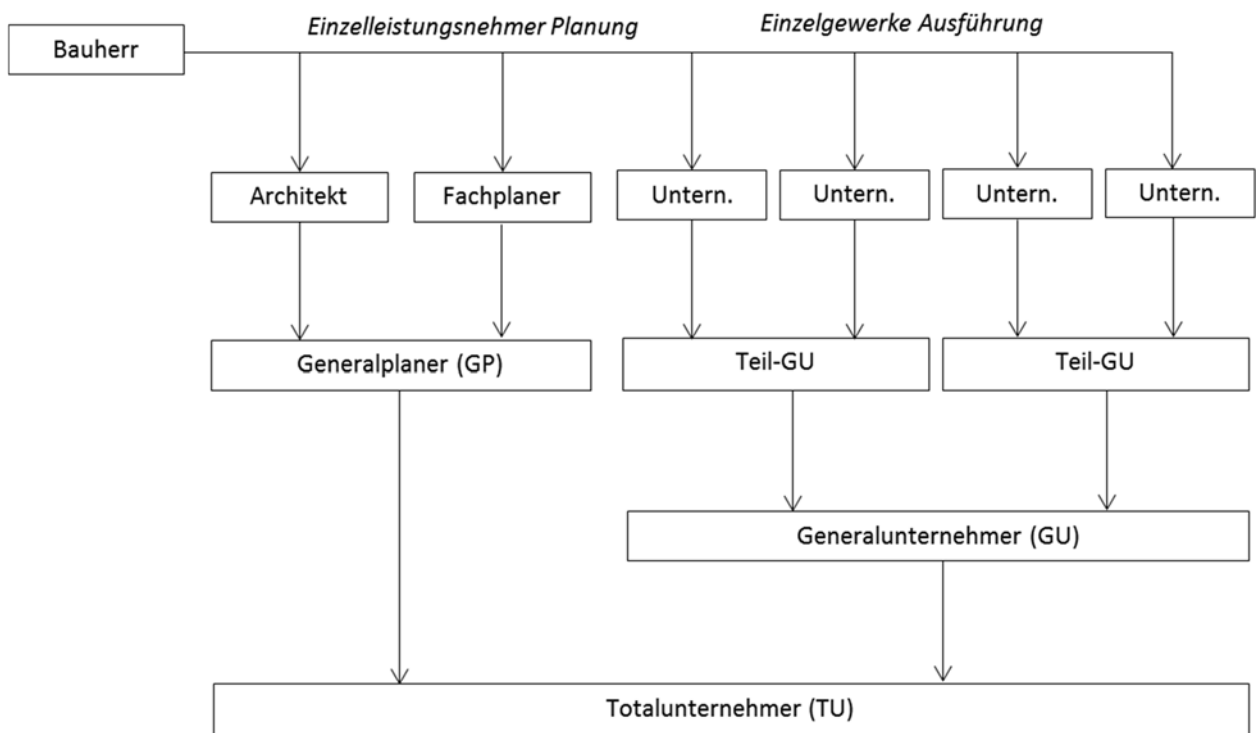 Einzelleistungsnehmer Planung
Einzelgewerke Ausführung
Bauherr
Architekt
Fachplaner
Untern.
Untern.
Untern.
Untern.
Generalplaner (GP)
Teil-GU
Teil-GU
Generalunternehmer (GU)
Totalunternehmer (TU)